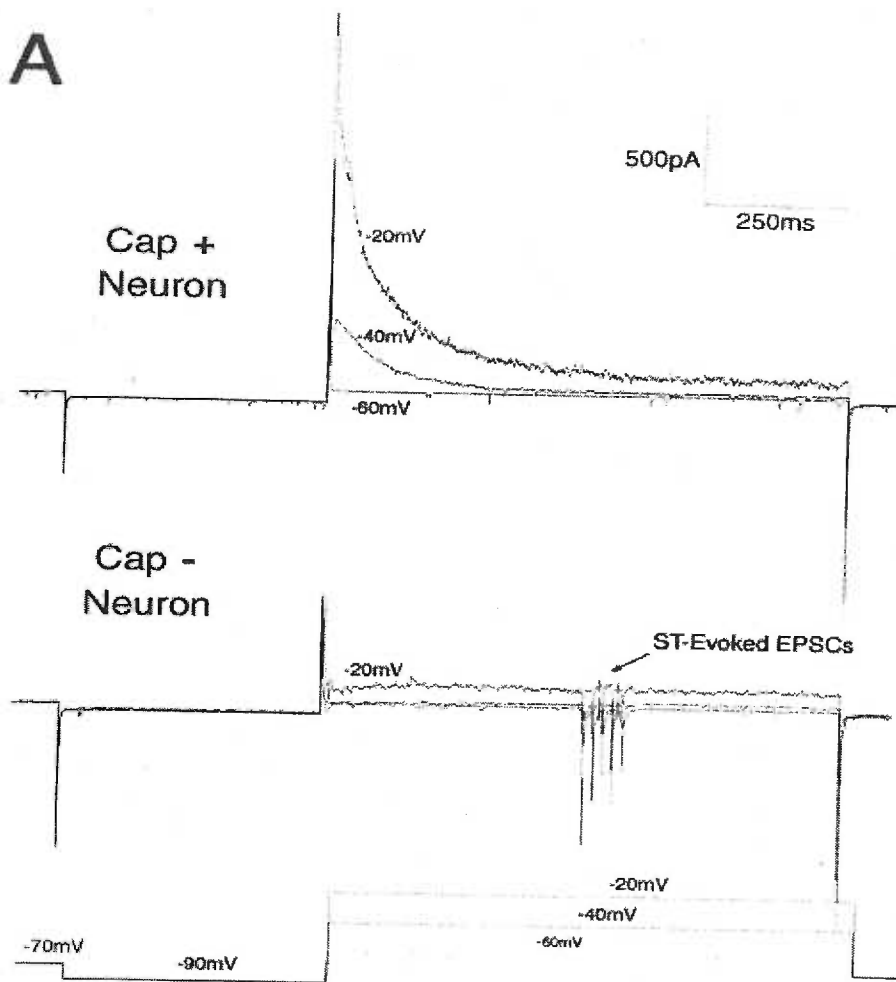 A
500pA
250ms
Cap +
Neuron
-20mV
-40mV
-60mV
Cap -
Neuron
ST-Evoked EPSCs
-20mV
-20mV
-40mV
-60mV
-70mV
-90mV